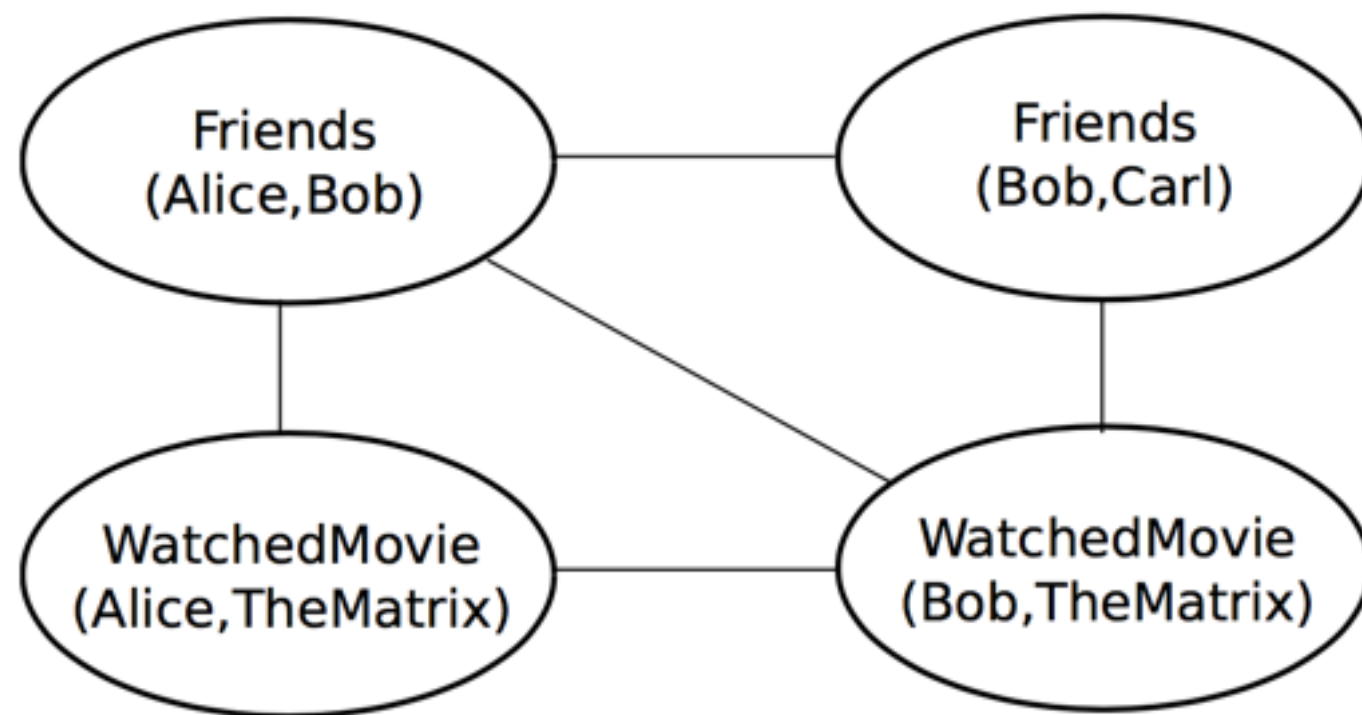 Friends
(Alice,Bob)
Friends
(Bob,Carl)
WatchedMovie
(Alice,TheMatrix)
WatchedMovie
(Bob,TheMatrix)